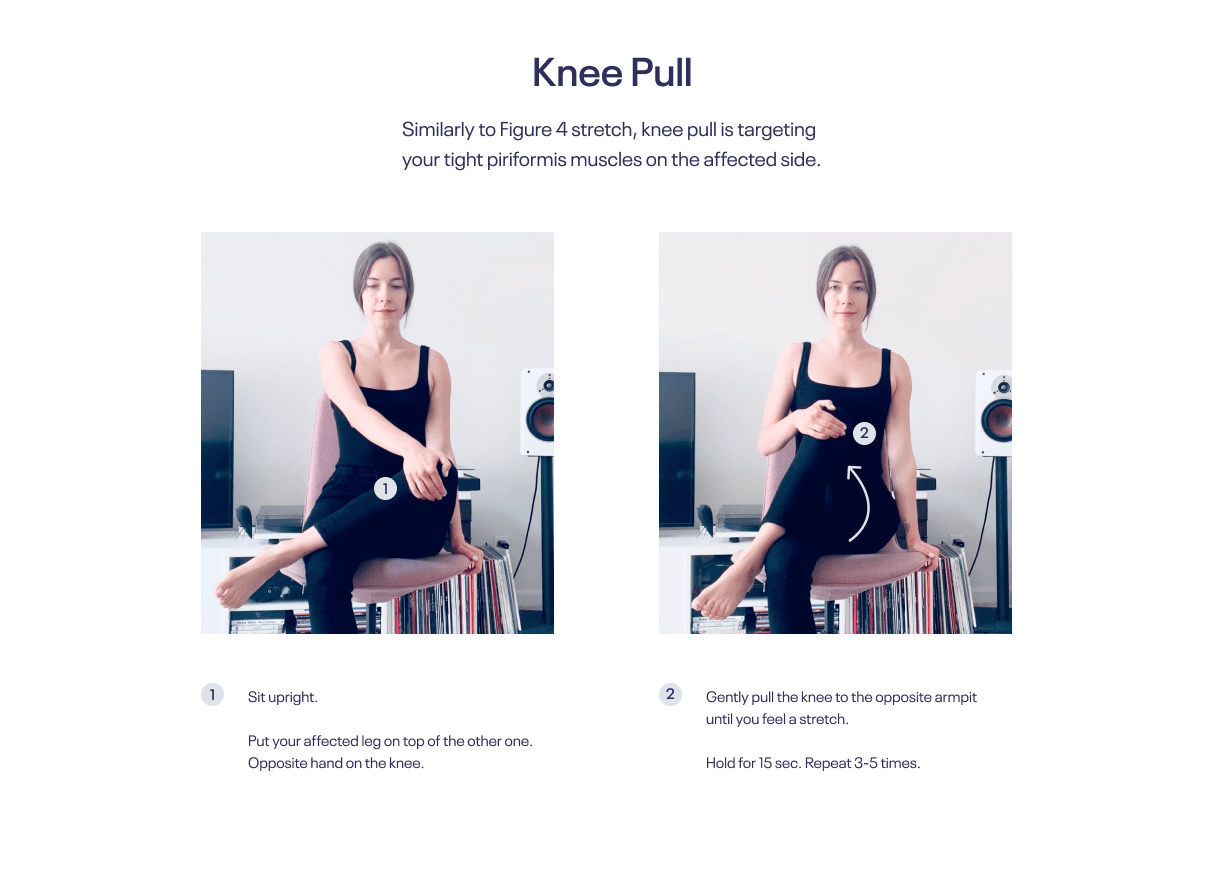 Knee Pull
Similarly to Figure 4 stretch, knee pull is targeting
your tight piriformis muscles on the affected side.
1
2
1
Sit upright.
Put your affected leg on top of the other one.
Opposite hand on the knee.
2
Gently pull the knee to the opposite armpit
until you feel a stretch.
Hold for 15 sec. Repeat 3-5 times.